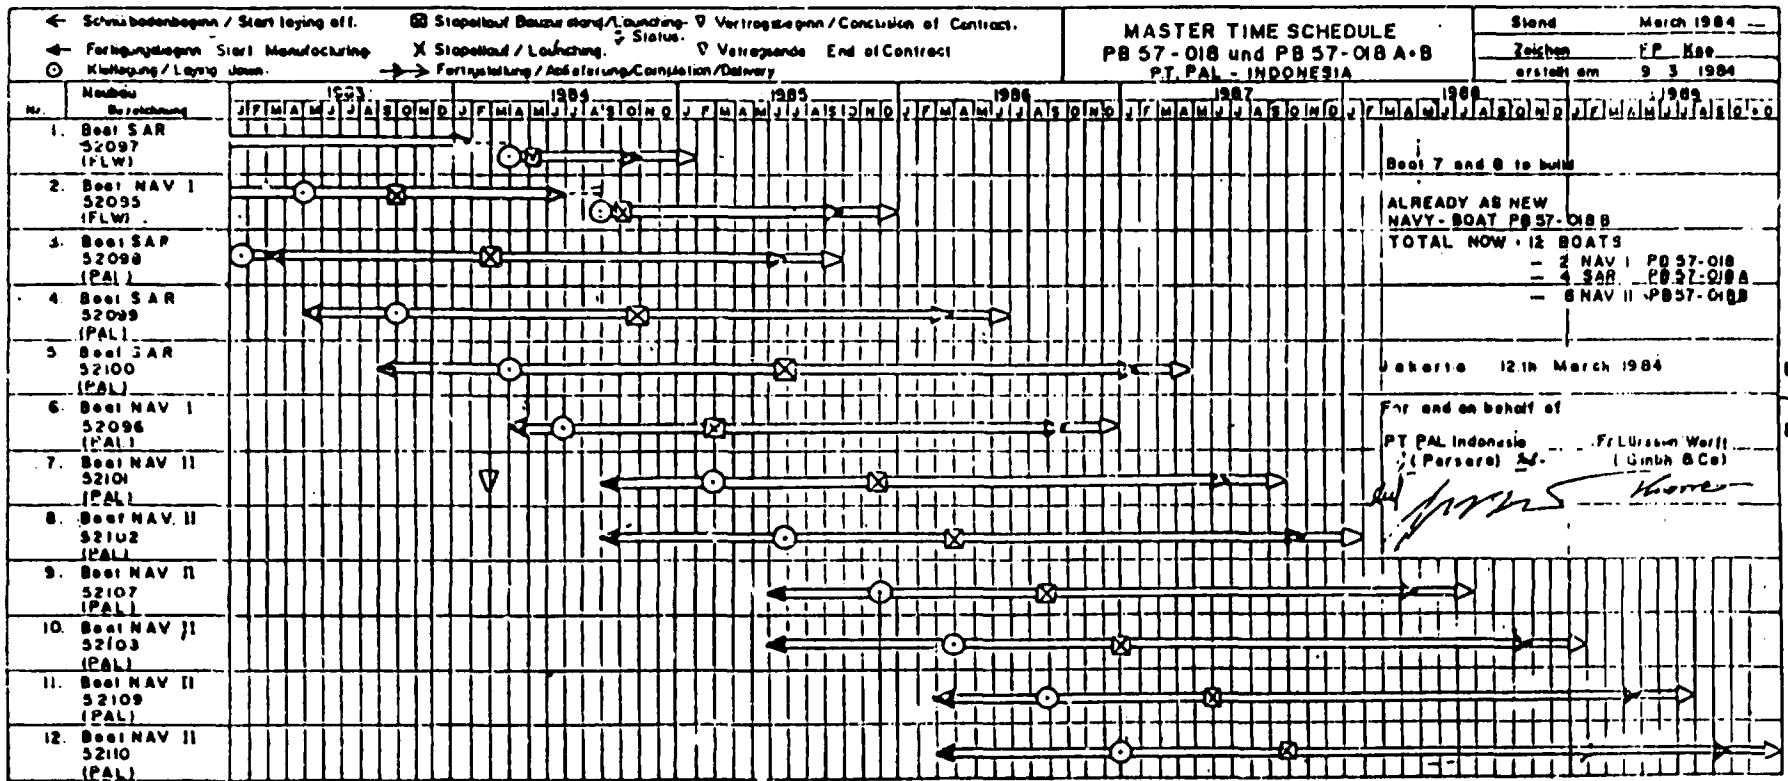 ← Schnürbodenbeginn / Start laying off.
Stapellauf Bauzustand/Launching-Status.
▽ Vertragsbeginn / Conclusion of Contract.
Fertigungsbeginn Start Manufacturing
X Stapellauf / Launching.
▽ Vertragsende End of Contract
Kiellegung / Laying down.
Fertigstellung / Ablieferung/Completion/Delivery
MASTER TIME SCHEDULE
PB 57-018 und PB 57-018 A+B
P.T. PAL - INDONESIA
Stand March 1984
Zeichen
erstellt am 9 3 1984
Nr. Neubau Bezeichnung
1983 1984 1985 1986 1987 1988 1989
J F M A M J J A S O N D J F M A M J J A S O N D J F M A M J J A S O N D J F M A M J J A S O N D J F M A M J J A S O N D J F M A M J J A S O N D J F M A M J J A S O N D
1. Boat SAR
52097
(FLW)
2. Boat NAV I
52095
(FLW)
3. Boat SAR
52098
(PAL)
4. Boat SAR
52099
(PAL)
5 Boat SAR
52100
(PAL)
6. Boat NAV I
52096
(PAL)
7. Boat NAV II
52101
(PAL)
8. Boat NAV. II
52102
(PAL)
9. Boat NAV II
52107
(PAL)
10. Boat NAV II
52103
(PAL)
11. Boat NAV II
52109
(PAL)
12. Boat NAV II
52110
(PAL)
Boat 7 and 8 to build
ALREADY AS NEW
NAVY-BOAT PB 57-018 B
TOTAL NOW : 12 BOATS
- 2 NAV I PB 57-018
- 4 SAR PB 57-018 A
- 6 NAV II PB 57-018 B
Jakarta 12.th March 1984
For and on behalf of
PT PAL Indonesia
(Persero)
Fr Lürssen Werft
(Gmbh & Co)